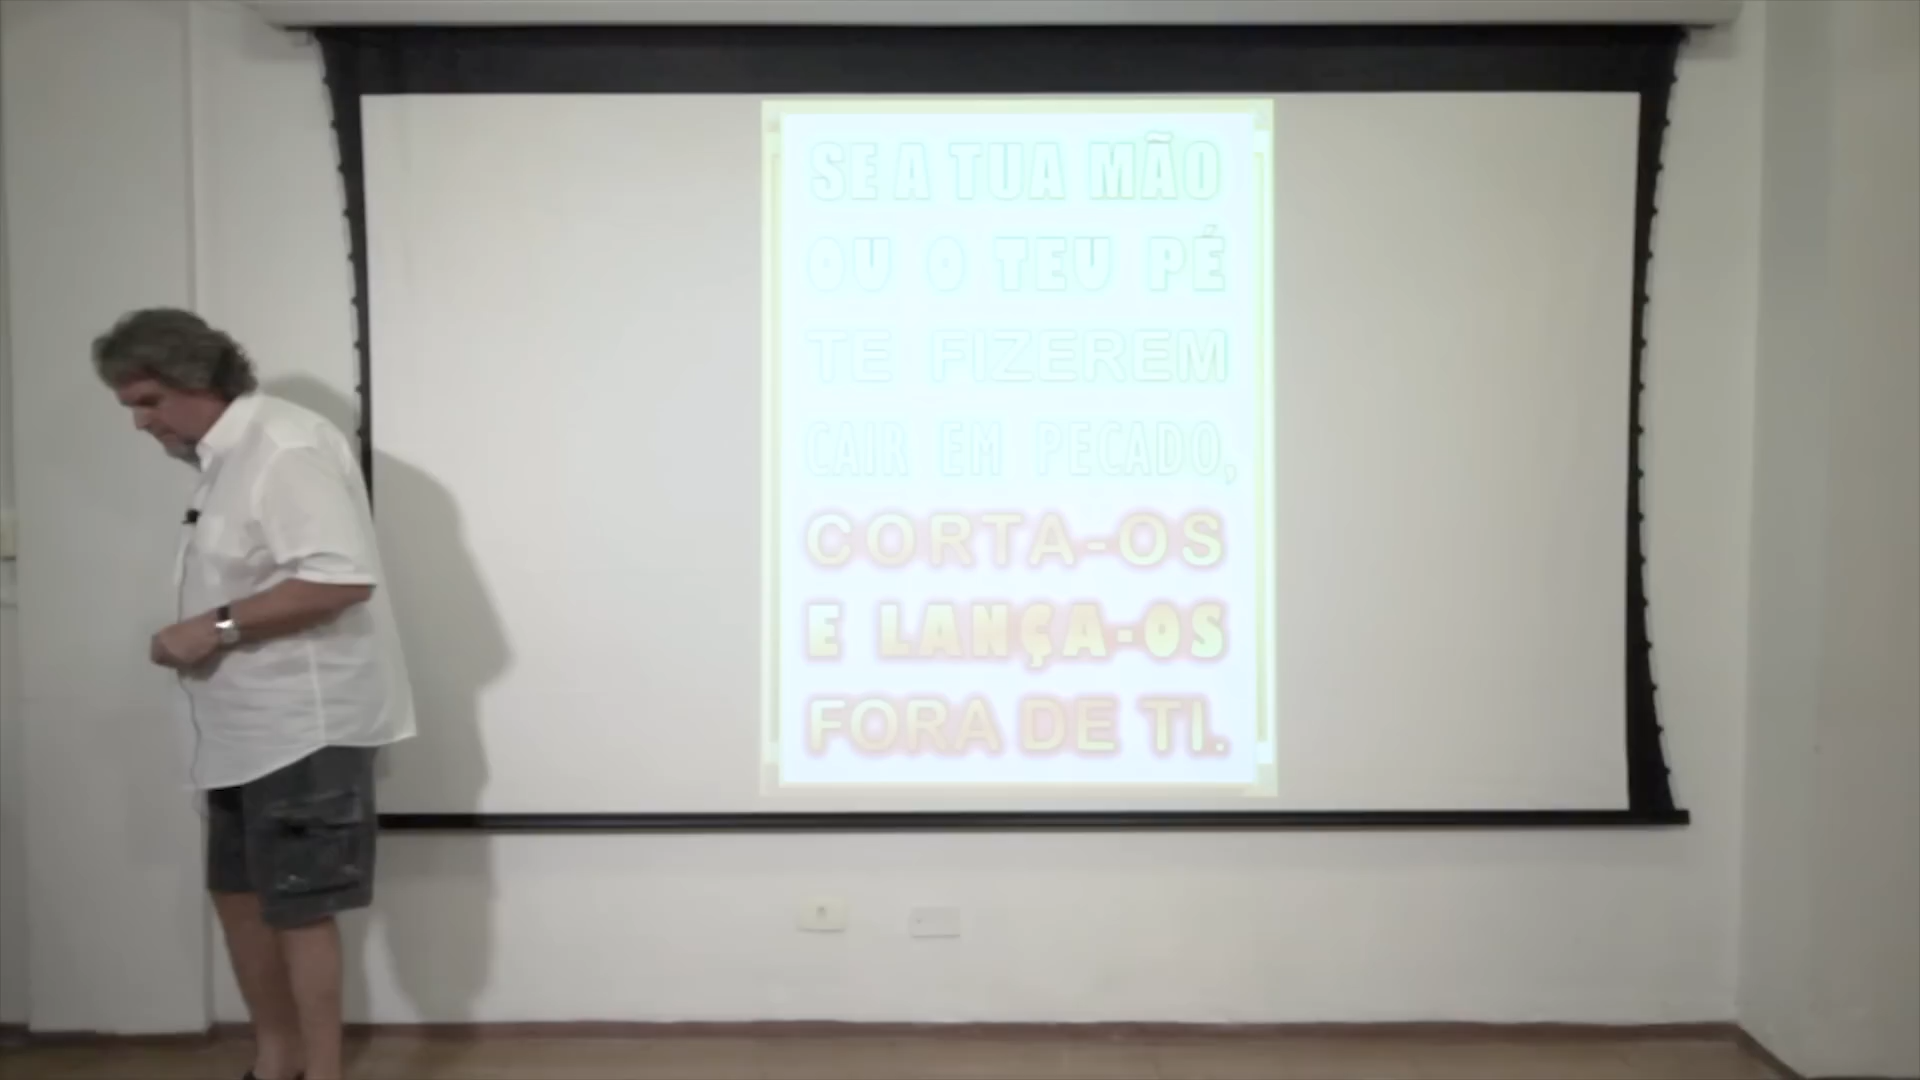 SE A TUA MÃO
OU O TEU PÉ
TE FIZEREM
CAIR EM PECADO,
CORTA-OS
E LANÇA-OS
FORA DE TI.